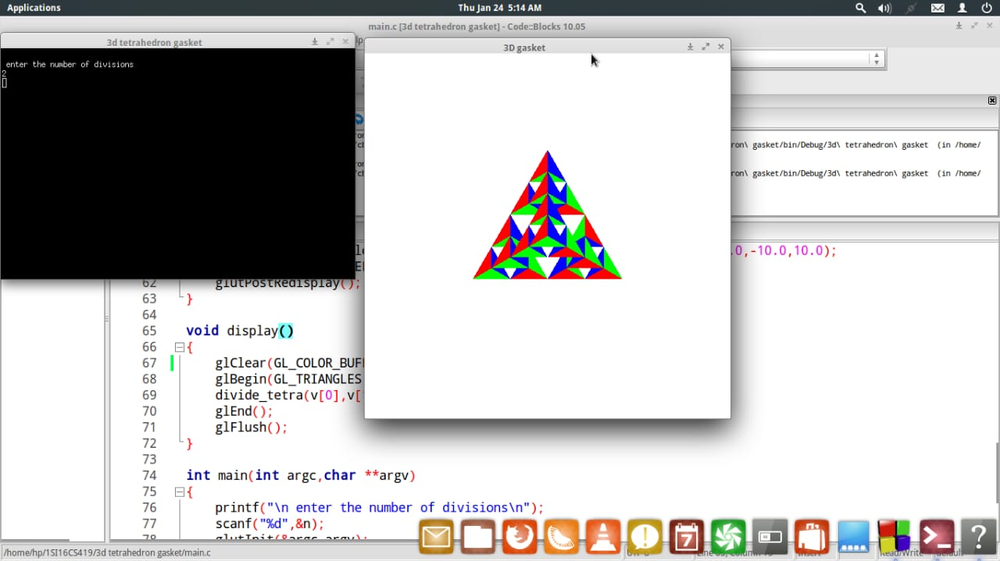 Applications
Thu Jan 24 5:14 AM
main.c [3d tetrahedron gasket] - Code::Blocks 10.05
3d tetrahedron gasket
enter the number of divisions
2
3D gasket
ron\ gasket/bin/Debug/3d\ tetrahedron\ gasket (in /home/
ron\ gasket/bin/Debug/3d\ tetrahedron\ gasket (in /home/
.0,-10.0,10.0);
62 glutPostRedisplay();
63 }
64
65 void display()
66 {
67 glClear(GL_COLOR_BUF
68 glBegin(GL_TRIANGLES
69 divide_tetra(v[0],v[
70 glEnd();
71 glFlush();
72 }
73
74 int main(int argc,char **argv)
75 {
76 printf("\n enter the number of divisions\n");
77 scanf("%d",&n);
78 glutInit(&argc,argv);
7
/home/hp/1SI16CS419/3d tetrahedron gasket/main.c
Read/Write default